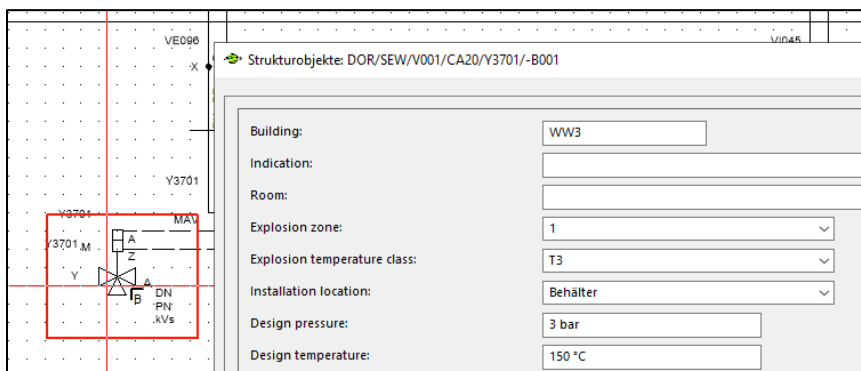 VE096
VI045
X
Strukturobjekte: DOR/SEW/V001/CA20/Y3701/-B001
Building: WW3
Indication:
Room:
Explosion zone: 1
Explosion temperature class: T3
Installation location: Behälter
Design pressure: 3 bar
Design temperature: 150 °C
Y3701
Y3701
MAV
Y3701
M
A
Z
Y
A
B
DN
PN
kVs